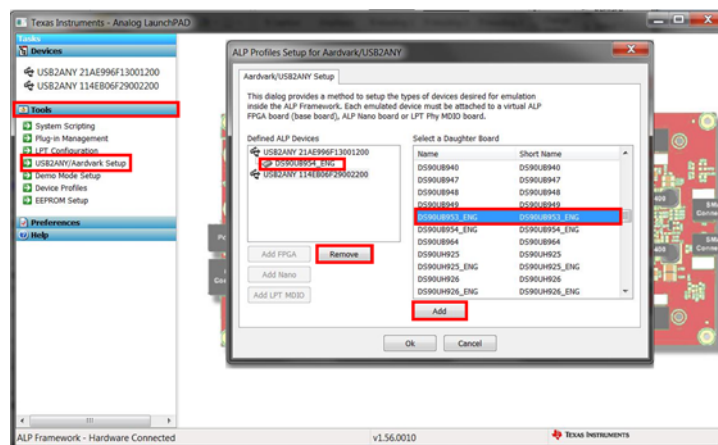 Texas Instruments - Analog LaunchPAD
Tasks
Devices
USB2ANY 21AE996F13001200
USB2ANY 114EB06F29002200
Tools
System Scripting
Plug-in Management
LPT Configuration
USB2ANY/Aardvark Setup
Demo Mode Setup
Device Profiles
EEPROM Setup
Preferences
Help
ALP Profiles Setup for Aardvark/USB2ANY
Aardvark/USB2ANY Setup
This dialog provides a method to setup the types of devices desired for emulation
inside the ALP Framework. Each emulated device must be attached to a virtual ALP
FPGA board (base board), ALP Nano board or LPT Phy MDIO board.
Defined ALP Devices
USB2ANY 21AE996F13001200
DS90UB954_ENG
USB2ANY 114EB06F29002200
Add FPGA
Remove
Add Nano
Add LPT MDIO
Select a Daughter Board
Name Short Name
DS90UB940 DS90UB940
DS90UB947 DS90UB947
DS90UB948 DS90UB948
DS90UB949 DS90UB949
DS90UB953_ENG DS90UB953_ENG
DS90UB954_ENG DS90UB954_ENG
DS90UB964 DS90UB964
DS90UH925 DS90UH925
DS90UH925_ENG DS90UH925_ENG
DS90UH926 DS90UH926
DS90UH926_ENG DS90UH926_ENG
Add
Ok Cancel
ALP Framework - Hardware Connected
v1.56.0010
TEXAS INSTRUMENTS